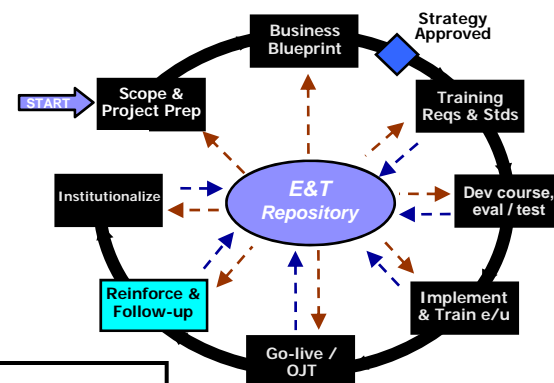 Strategy
Approved
Business
Blueprint
Scope &
Project Prep
START
Training
Reqs & Stds
E&T
Repository
Institutionalize
Dev course,
eval / test
Reinforce &
Follow-up
Implement
& Train e/u
Go-live /
OJT